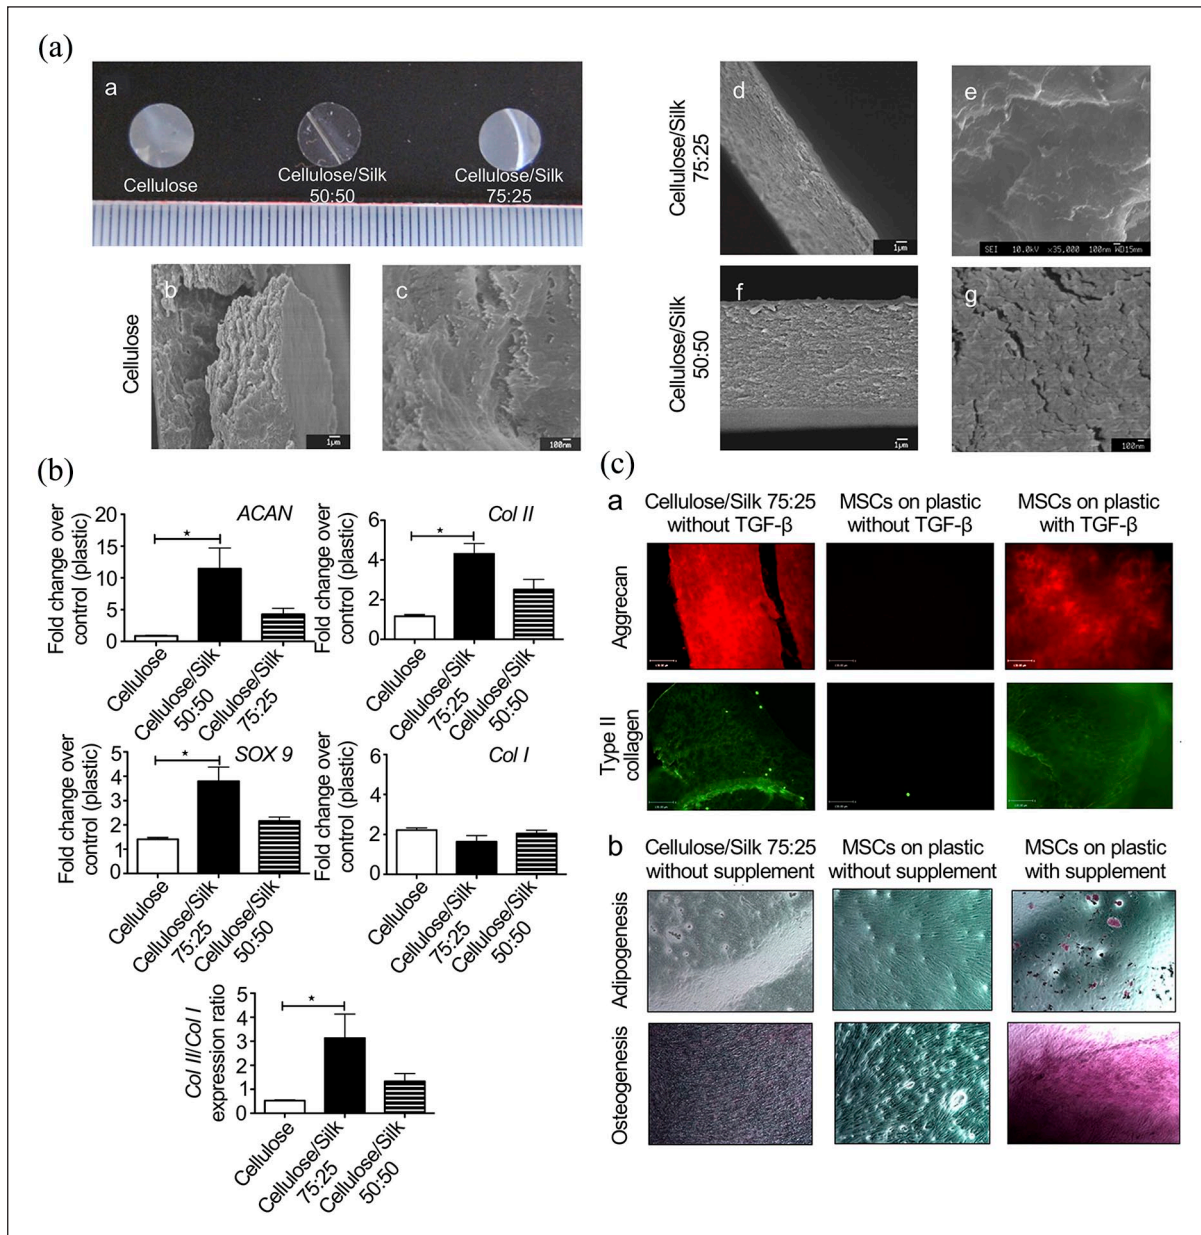 (a)
a
Cellulose
Cellulose/Silk
50:50
Cellulose/Silk
75:25
Cellulose
b
1µm
c
100nm
Cellulose/Silk
75:25
d
1µm
e
SEI 10.0kV x35,000 100nm WD15mm
Cellulose/Silk
50:50
f
1µm
g
100nm
(b)
ACAN
Fold change over
control (plastic)
20
15
10
5
0
*
Cellulose
Cellulose/Silk
50:50
Cellulose/Silk
75:25
Col II
Fold change over
control (plastic)
6
4
2
0
*
Cellulose
Cellulose/Silk
75:25
Cellulose/Silk
50:50
SOX 9
Fold change over
control (plastic)
5
4
3
2
1
0
*
Cellulose
Cellulose/Silk
75:25
Cellulose/Silk
50:50
Col I
Fold change over
control (plastic)
6
4
2
0
Cellulose
Cellulose/Silk
75:25
Cellulose/Silk
50:50
Col II/Col I
expression ratio
5
4
3
2
1
0
*
Cellulose
Cellulose/Silk
75:25
Cellulose/Silk
50:50
(c)
a
Cellulose/Silk 75:25
without TGF-β
MSCs on plastic
without TGF-β
MSCs on plastic
with TGF-β
Aggrecan
Type II
collagen
b
Cellulose/Silk 75:25
without supplement
MSCs on plastic
without supplement
MSCs on plastic
with supplement
Adipogenesis
Osteogenesis